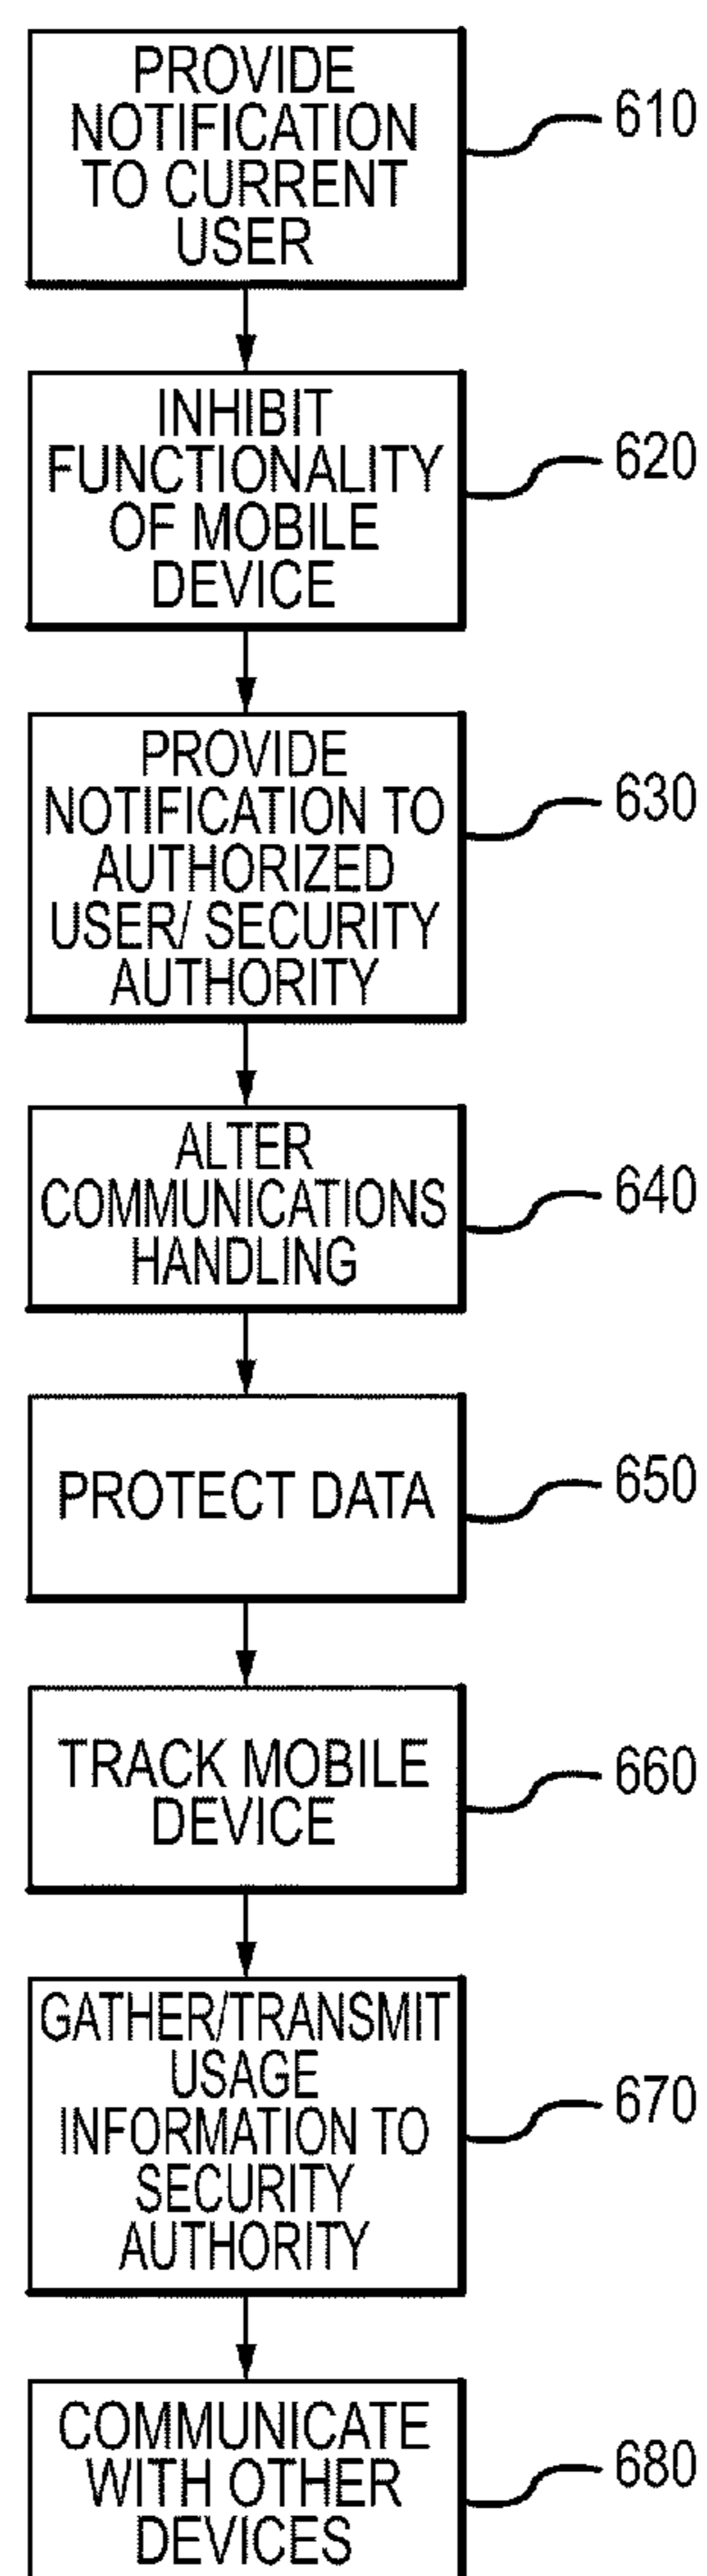 PROVIDE
NOTIFICATION
TO CURRENT
USER
610
INHIBIT
FUNCTIONALITY
OF MOBILE
DEVICE
620
PROVIDE
NOTIFICATION TO
AUTHORIZED
USER/ SECURITY
AUTHORITY
630
ALTER
COMMUNICATIONS
HANDLING
640
PROTECT DATA
650
TRACK MOBILE
DEVICE
660
GATHER/TRANSMIT
USAGE
INFORMATION TO
SECURITY
AUTHORITY
670
COMMUNICATE
WITH OTHER
DEVICES
680